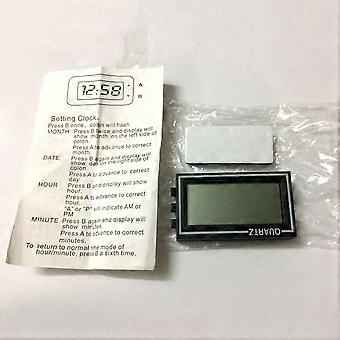 12:58
A
B
Setting Clock.
Press B once, colon will flash.
MONTH Press B twice and display will
show month on the left side of
colon.
Press A to advance to correct
month.
DATE Press B again and display will
show day on the right side of
colon.
Press A to advance to correct
day
HOUR Press B and display will show
hour.
Press A to advance to correct
hour.
"A" or "P" will indicate AM or
PM
MINUTE Press B again and display will
show minutes.
Press A to advance to correct
minutes.
To return to normal time mode of
hour/minute, press B a sixth time.
QUARTZ